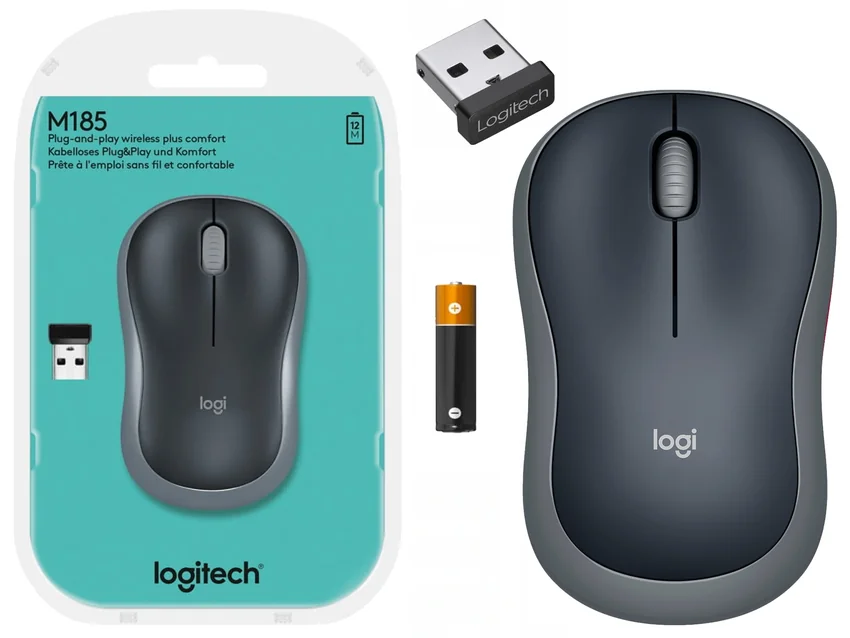 M185
Plug-and-play wireless plus comfort
Kabelloses Plug&Play und Komfort
Prête à l'emploi sans fil et confortable
12
M
logi
logitech®
Logitech
+
-
logi